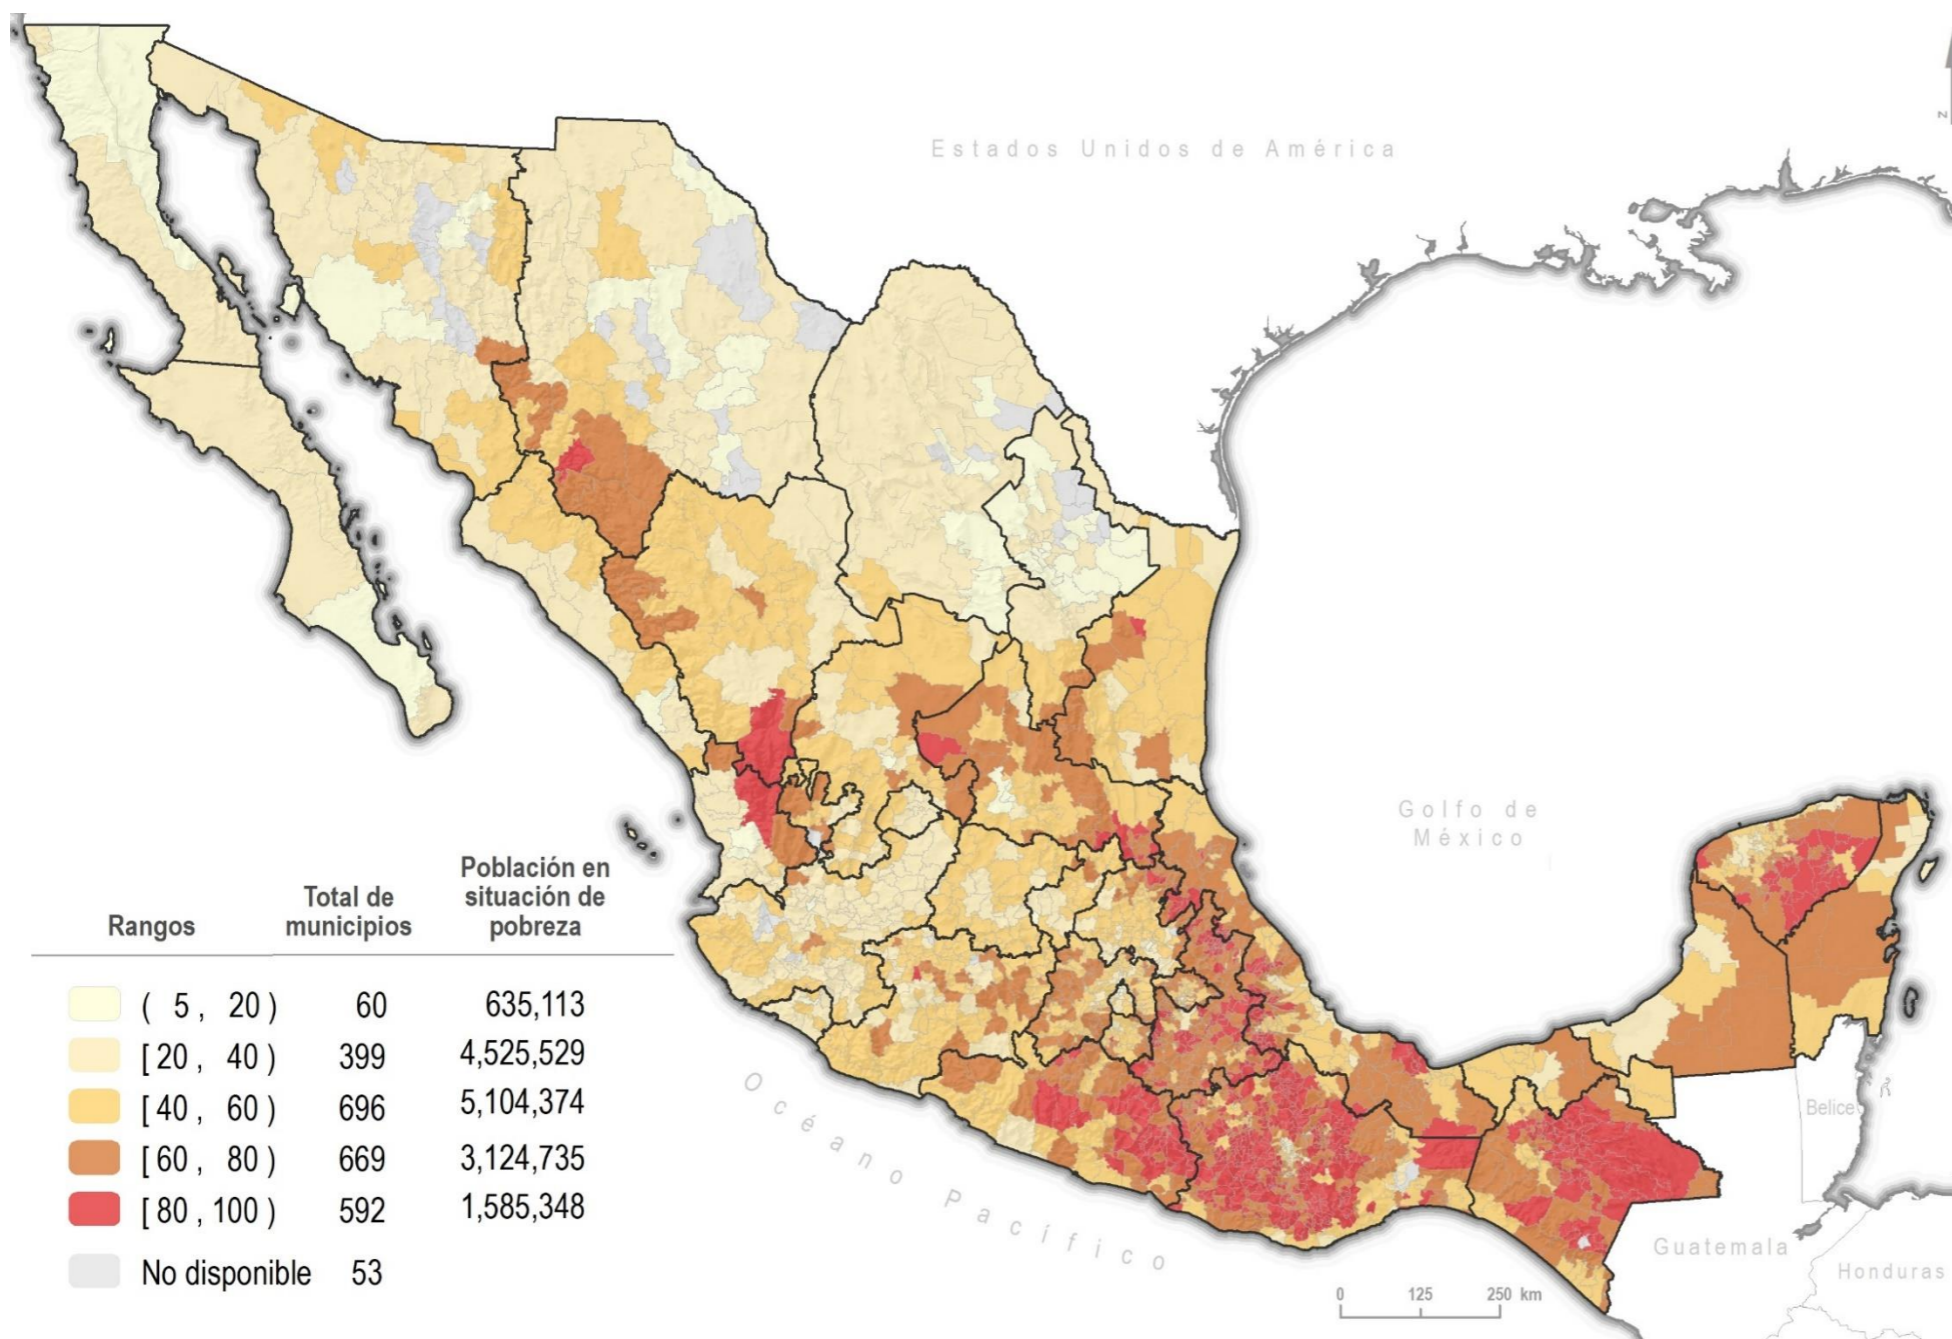 N
Estados Unidos de América
Golfo de
México
Rangos
Total de
municipios
Población en
situación de
pobreza
( 5 , 20 ) 60 635,113
[ 20 , 40 ) 399 4,525,529
[ 40 , 60 ) 696 5,104,374
[ 60 , 80 ) 669 3,124,735
[ 80 , 100 ) 592 1,585,348
No disponible 53
Océano Pacífico
Belice
Guatemala
Honduras
0 125 250 km